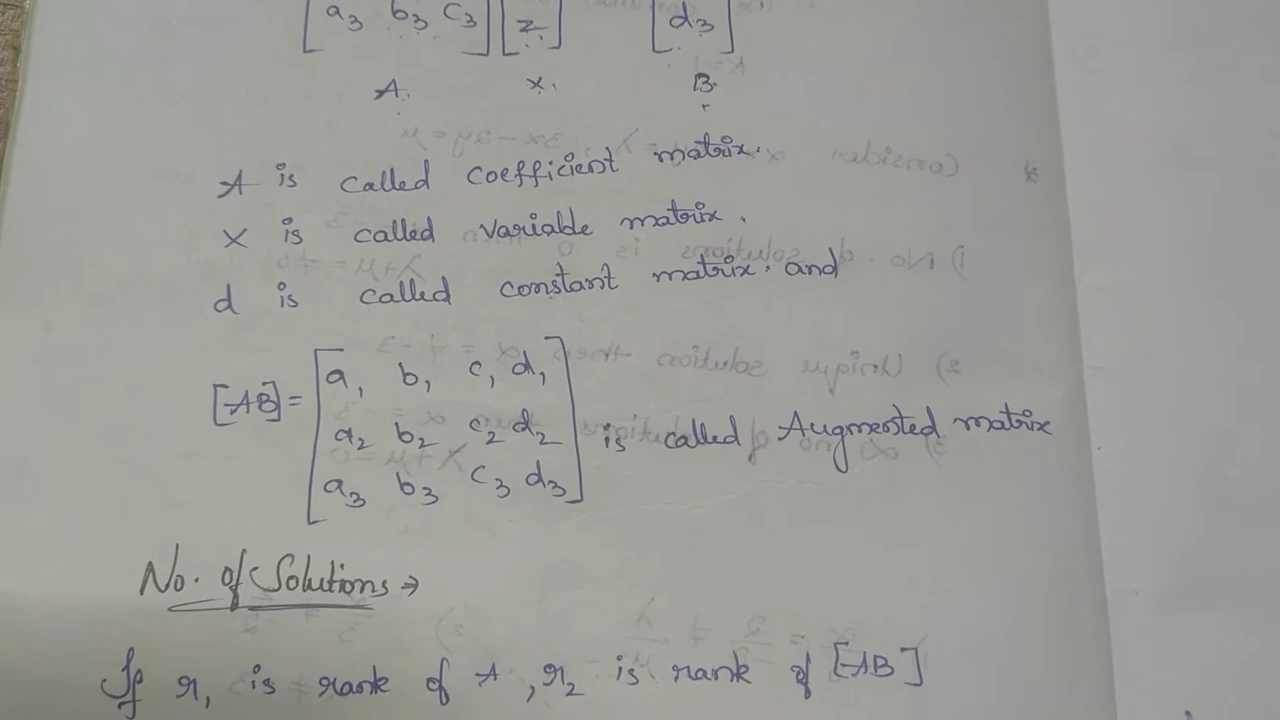 [a3 b3 c3] [z] [d3]
A. x. B.
A is called coefficient matrix.
X is called variable matrix.
d is called constant matrix. and
[AB] = [a1 b1 c1 d1
a2 b2 c2 d2
a3 b3 c3 d3] is called Augmented matrix
No. of Solutions →
If r1 is rank of A, r2 is rank of [AB]